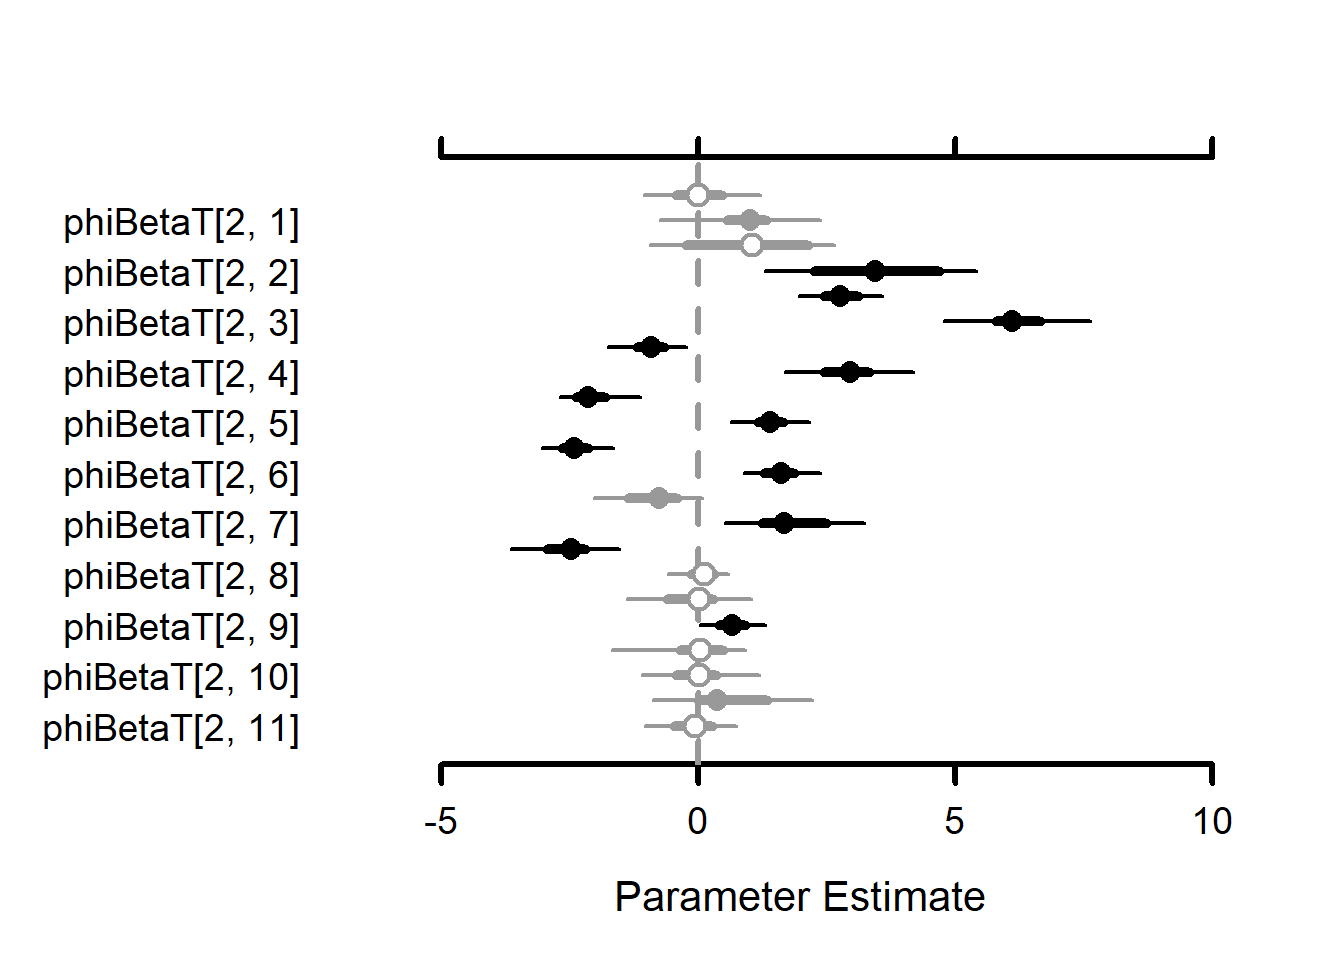 phiBetaT[2, 1]
phiBetaT[2, 2]
phiBetaT[2, 3]
phiBetaT[2, 4]
phiBetaT[2, 5]
phiBetaT[2, 6]
phiBetaT[2, 7]
phiBetaT[2, 8]
phiBetaT[2, 9]
phiBetaT[2, 10]
phiBetaT[2, 11]
-5 0 5 10
Parameter Estimate